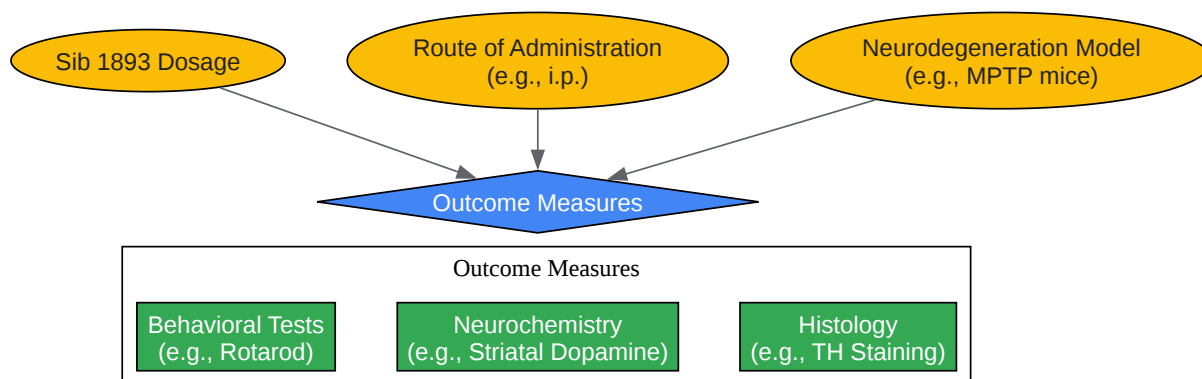 Sib 1893 Dosage
Route of Administration
(e.g., i.p.)
Neurodegeneration Model
(e.g., MPTP mice)
Outcome Measures
Outcome Measures
Behavioral Tests
(e.g., Rotarod)
Neurochemistry
(e.g., Striatal Dopamine)
Histology
(e.g., TH Staining)